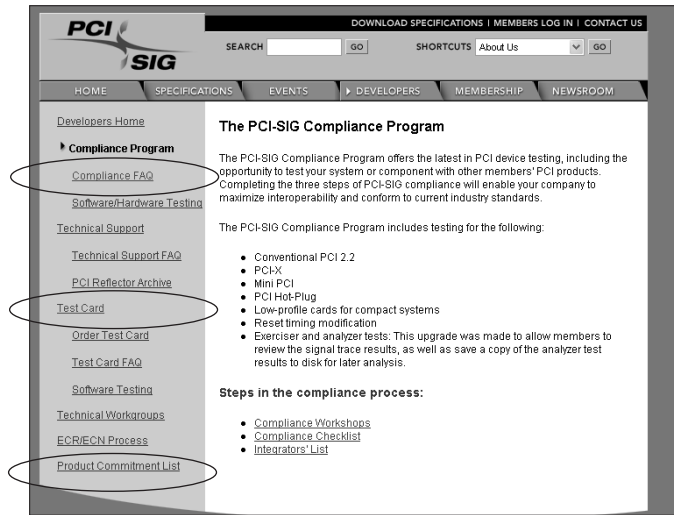 PCI
SIG
DOWNLOAD SPECIFICATIONS I MEMBERS LOG IN I CONTACT US
SEARCH GO SHORTCUTS About Us GO
HOME SPECIFICATIONS EVENTS DEVELOPERS MEMBERSHIP NEWSROOM
Developers Home
Compliance Program
Compliance FAQ
Software/Hardware Testing
Technical Support
Technical Support FAQ
PCI Reflector Archive
Test Card
Order Test Card
Test Card FAQ
Software Testing
Technical Workgroups
ECR/ECN Process
Product Commitment List
The PCI-SIG Compliance Program
The PCI-SIG Compliance Program offers the latest in PCI device testing, including the
opportunity to test your system or component with other members' PCI products.
Completing the three steps of PCI-SIG compliance will enable your company to
maximize interoperability and conform to current industry standards.
The PCI-SIG Compliance Program includes testing for the following:
• Conventional PCI 2.2
• PCI-X
• Mini PCI
• PCI Hot-Plug
• Low-profile cards for compact systems
• Reset timing modification
• Exerciser and analyzer tests: This upgrade was made to allow members to
review the signal trace results, as well as save a copy of the analyzer test
results to disk for later analysis.
Steps in the compliance process:
• Compliance Workshops
• Compliance Checklist
• Integrators' List